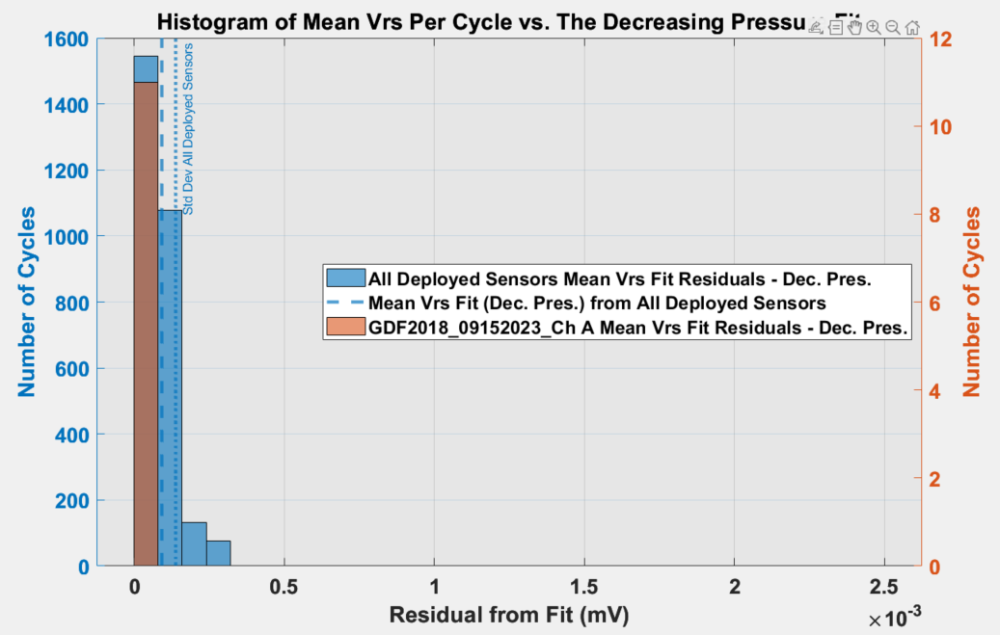 Histogram of Mean Vrs Per Cycle vs. The Decreasing Pressu
1600
1400
1200
1000
800
600
400
200
0
Number of Cycles
12
10
8
6
4
2
0
Number of Cycles
Std Dev All Deployed Sensors
All Deployed Sensors Mean Vrs Fit Residuals - Dec. Pres.
Mean Vrs Fit (Dec. Pres.) from All Deployed Sensors
GDF2018_09152023_Ch A Mean Vrs Fit Residuals - Dec. Pres.
0 0.5 1 1.5 2 2.5
Residual from Fit (mV)
×10⁻³